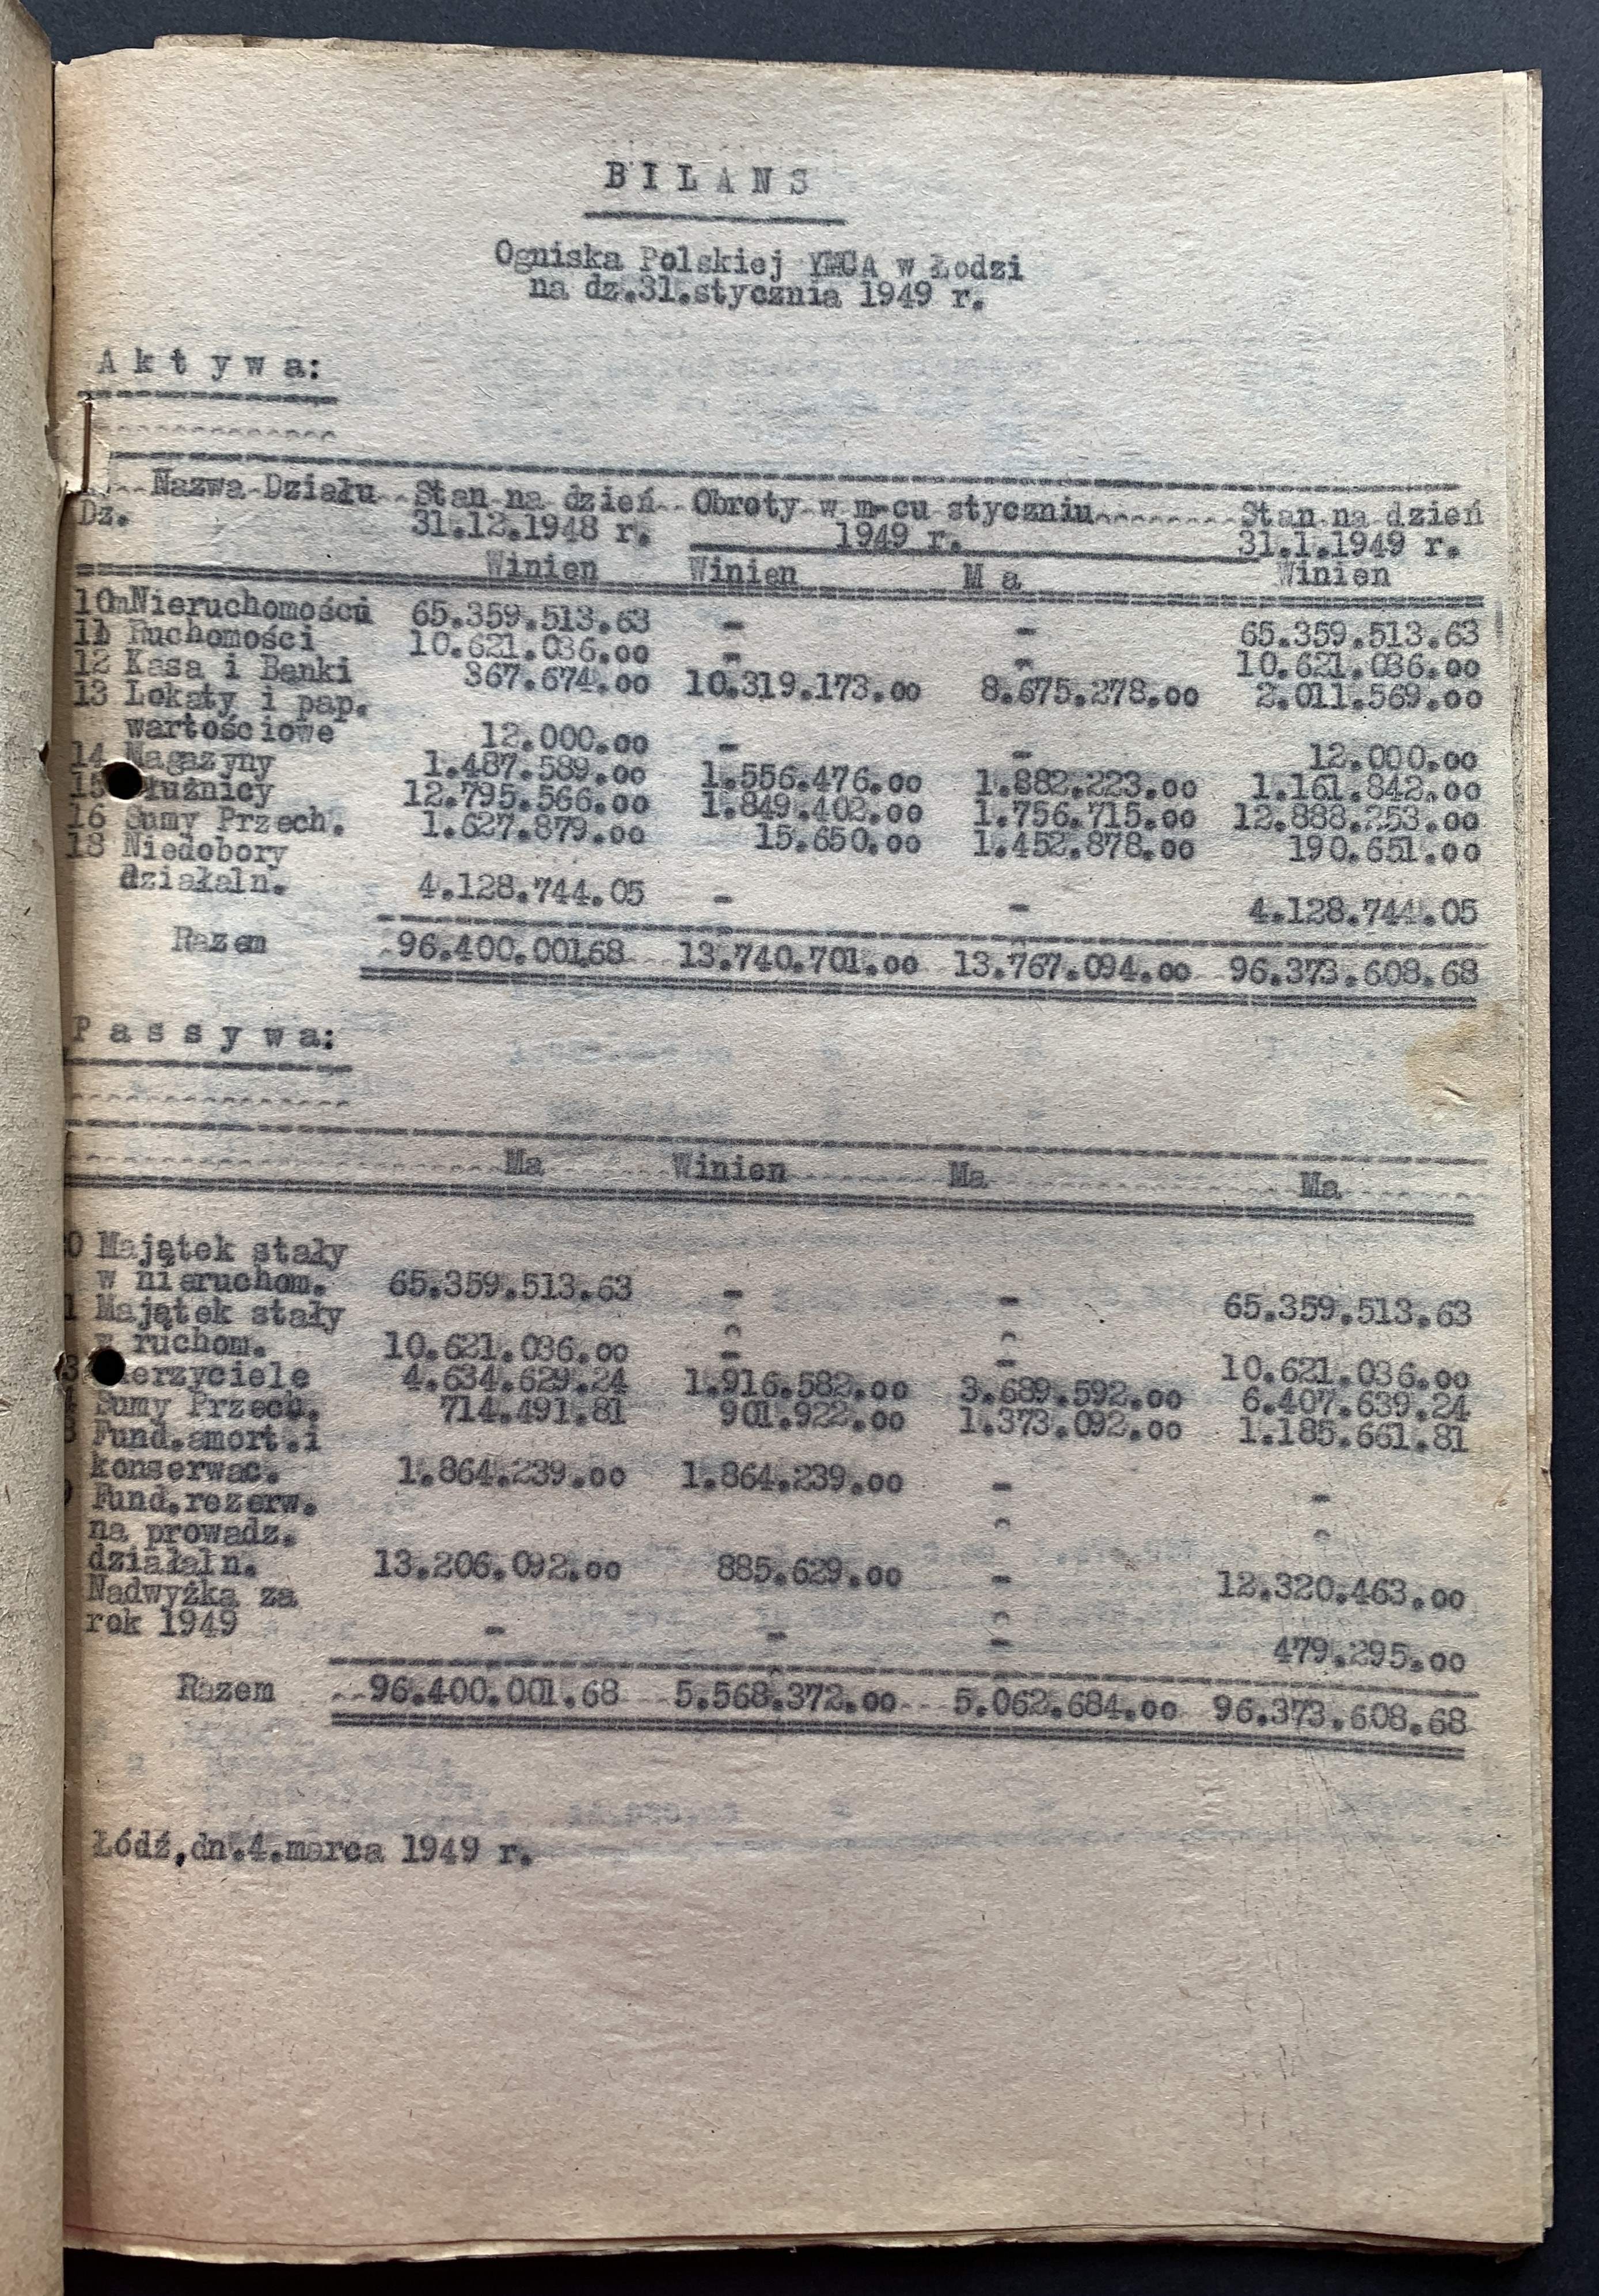 B I L A N S
Ogniska Polskiej YMCA w Łodzi
na dz.31.stycznia 1949 r.
A k t y w a:
Nazwa Działu Stan na dzień Obroty w m-cu styczniu Stan na dzień
Dz. 31.12.1948 r. 1949 r. 31.1.1949 r.
Winien Winien M a Winien
10 Nieruchomości 65.359.513.63 - - 65.359.513.63
11 Ruchomości 10.621.036.00 - - 10.621.036.00
12 Kasa i Banki 367.674.00 10.319.173.00 8.675.278.00 2.011.569.00
13 Lokaty i pap.
wartościowe 12.000.00 - - 12.000.00
14 Magazyny 1.487.589.00 1.556.476.00 1.882.223.00 1.161.842.00
15 łużnicy 12.795.566.00 1.849.402.00 1.756.715.00 12.888.253.00
16 Sumy Przech. 1.627.879.00 15.650.00 1.452.878.00 190.651.00
18 Niedobory
działaln. 4.128.744.05 - - 4.128.744.05
Razem 96.400.001.68 13.740.701.00 13.767.094.00 96.373.608.68
P a s s y w a:
Ma Winien Ma Ma
0 Majątek stały
w nieruchom. 65.359.513.63 - - 65.359.513.63
1 Majątek stały
w ruchom. 10.621.036.00 - - 10.621.036.00
3 ierzyciele 4.634.629.24 1.916.582.00 3.689.592.00 6.407.639.24
Sumy Przech. 714.491.81 901.922.00 1.373.092.00 1.185.661.81
Fund.amort.i
konserwac. 1.864.239.00 1.864.239.00 - -
Fund.rezerw.
na prowadz.
działaln. 13.206.092.00 885.629.00 - 12.320.463.00
Nadwyżka za
rok 1949 - - - 479.295.00
Razem 96.400.001.68 5.568.372.00 5.062.684.00 96.373.608.68
Łódź,dn.4.marca 1949 r.